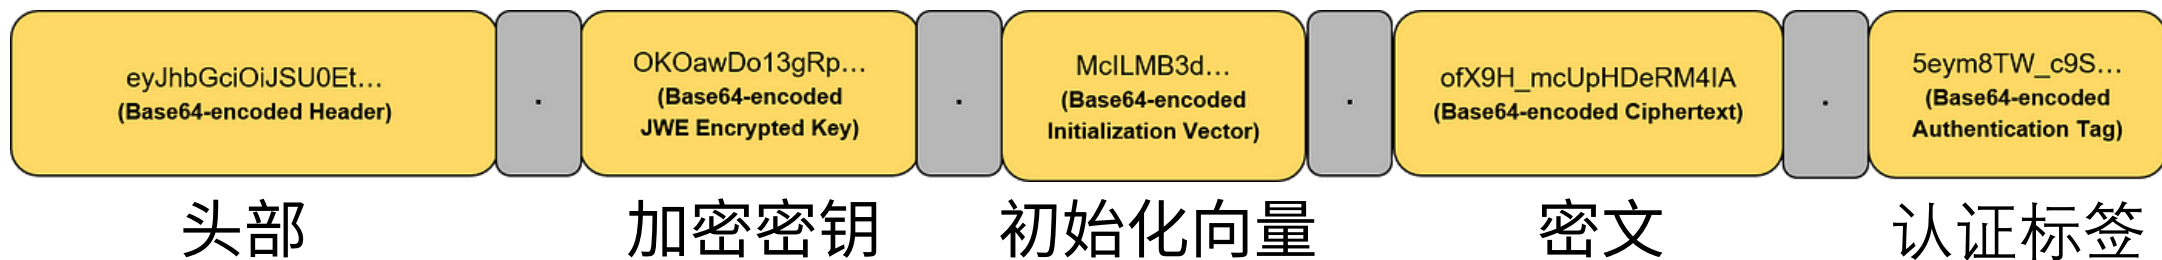 eyJhbGciOiJSU0Et...
(Base64-encoded Header)
.
OKOawDo13gRp...
(Base64-encoded
JWE Encrypted Key)
.
MclLMB3d...
(Base64-encoded
Initialization Vector)
.
ofX9H_mcUpHDeRM4IA
(Base64-encoded Ciphertext)
.
5eym8TW_c9S...
(Base64-encoded
Authentication Tag)
头部
加密密钥
初始化向量
密文
认证标签